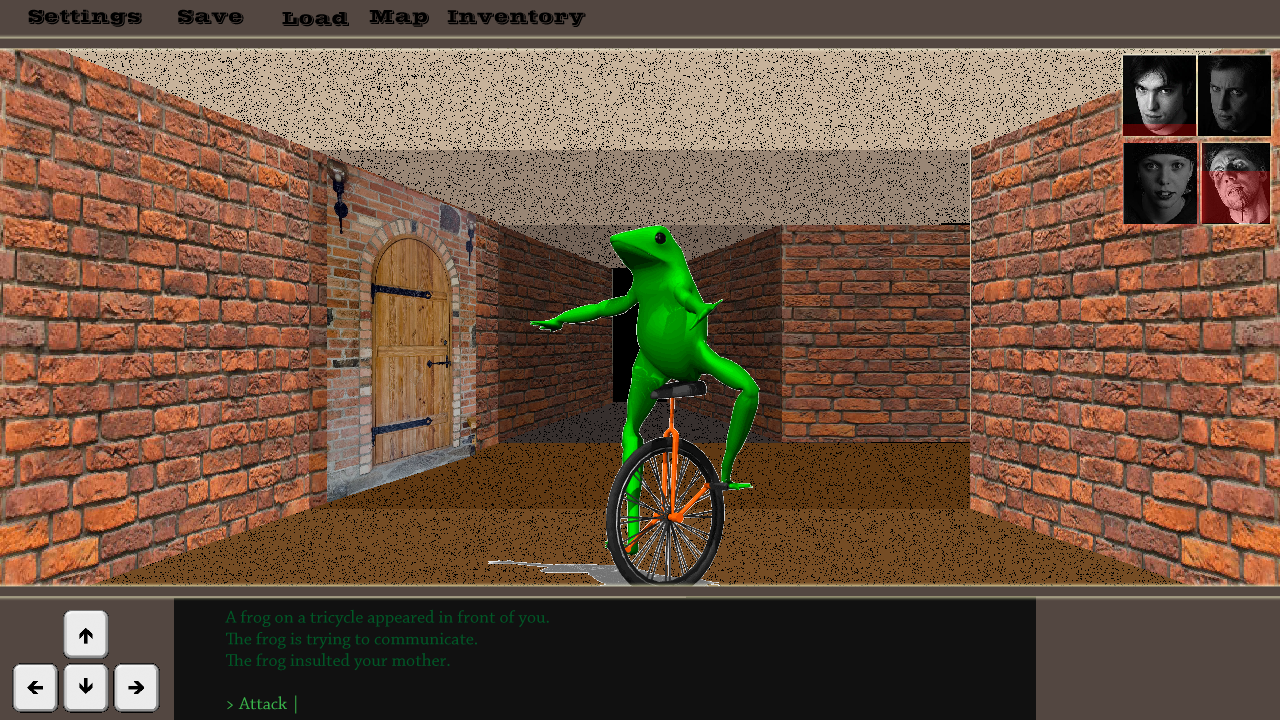 Settings Save Load Map Inventory
A frog on a tricycle appeared in front of you.
The frog is trying to communicate.
The frog insulted your mother.
> Attack |